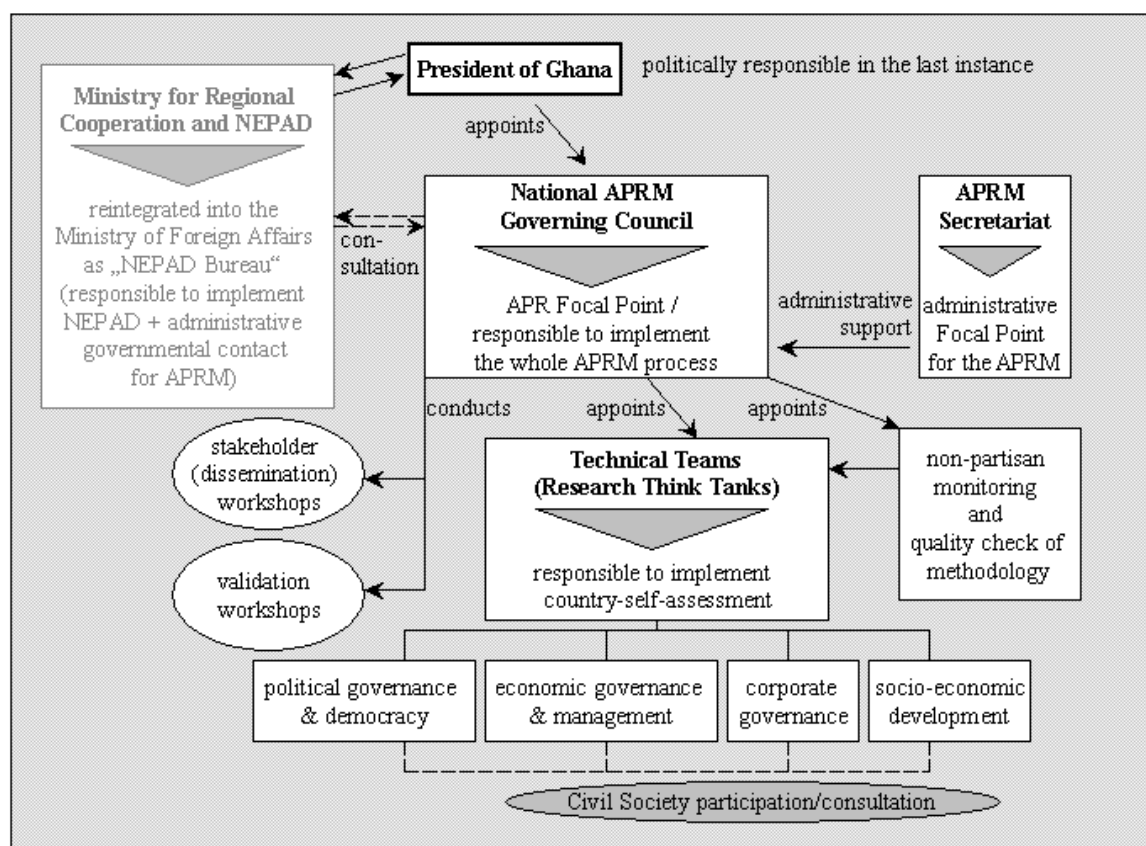 President of Ghana
politically responsible in the last instance
Ministry for Regional
Cooperation and NEPAD
reintegrated into the
Ministry of Foreign Affairs
as „NEPAD Bureau“
(responsible to implement
NEPAD + administrative
governmental contact
for APRM)
appoints
National APRM
Governing Council
APR Focal Point /
responsible to implement
the whole APRM process
con-
sultation
APRM
Secretariat
administrative
Focal Point
for the APRM
administrative
support
conducts
appoints
appoints
stakeholder
(dissemination)
workshops
validation
workshops
Technical Teams
(Research Think Tanks)
responsible to implement
country-self-assessment
non-partisan
monitoring
and
quality check of
methodology
political governance
& democracy
economic governance
& management
corporate
governance
socio-economic
development
Civil Society participation/consultation